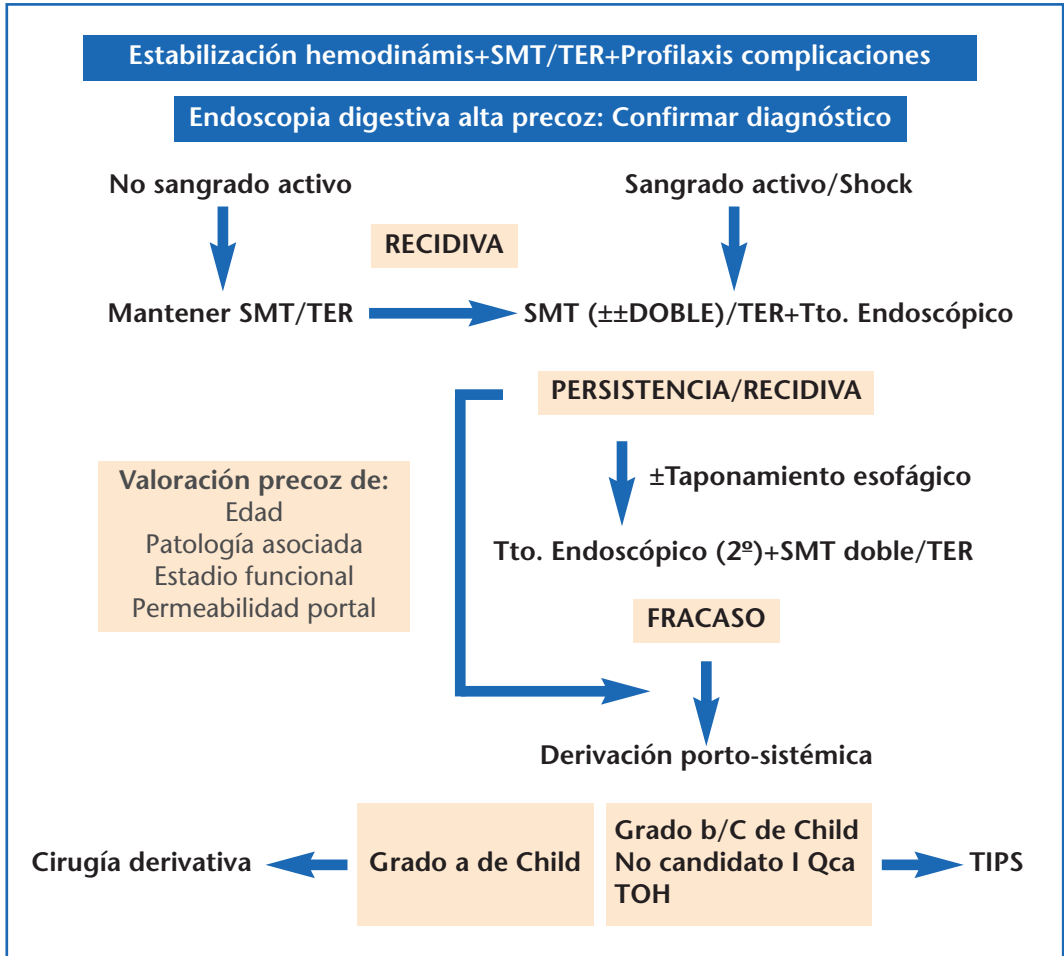 Estabilización hemodinámis+SMT/TER+Profilaxis complicaciones
Endoscopia digestiva alta precoz: Confirmar diagnóstico
No sangrado activo
Sangrado activo/Shock
RECIDIVA
Mantener SMT/TER
SMT (±±DOBLE)/TER+Tto. Endoscópico
PERSISTENCIA/RECIDIVA
±Taponamiento esofágico
Valoración precoz de:
Edad
Patología asociada
Estadio funcional
Permeabilidad portal
Tto. Endoscópico (2º)+SMT doble/TER
FRACASO
Derivación porto-sistémica
Cirugía derivativa
Grado a de Child
Grado b/C de Child
No candidato I Qca
TOH
TIPS